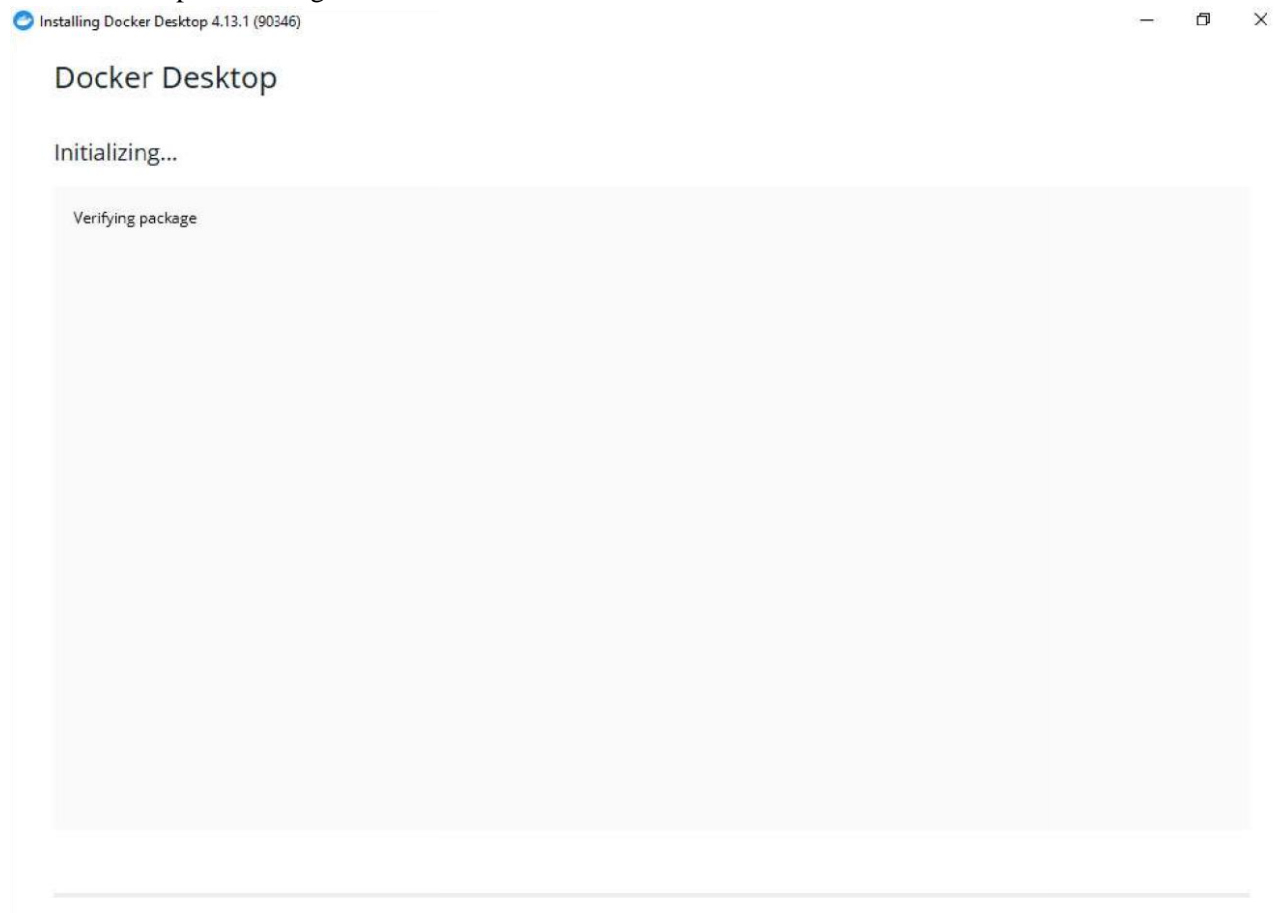 Installing Docker Desktop 4.13.1 (90346)
Docker Desktop
Initializing...
Verifying package